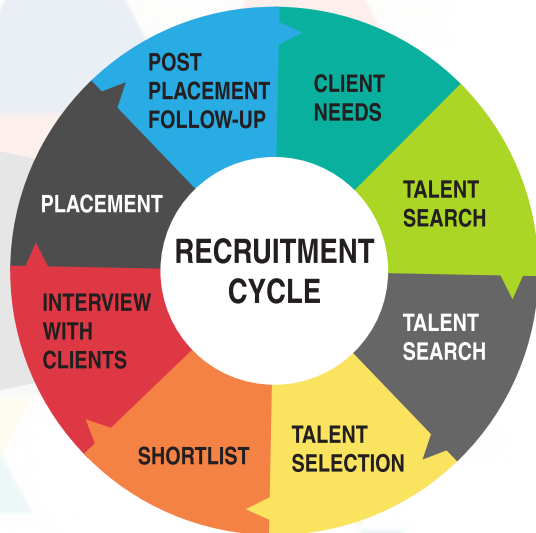 RECRUITMENT
CYCLE
CLIENT
NEEDS
TALENT
SEARCH
TALENT
SEARCH
TALENT
SELECTION
SHORTLIST
INTERVIEW
WITH
CLIENTS
PLACEMENT
POST
PLACEMENT
FOLLOW-UP